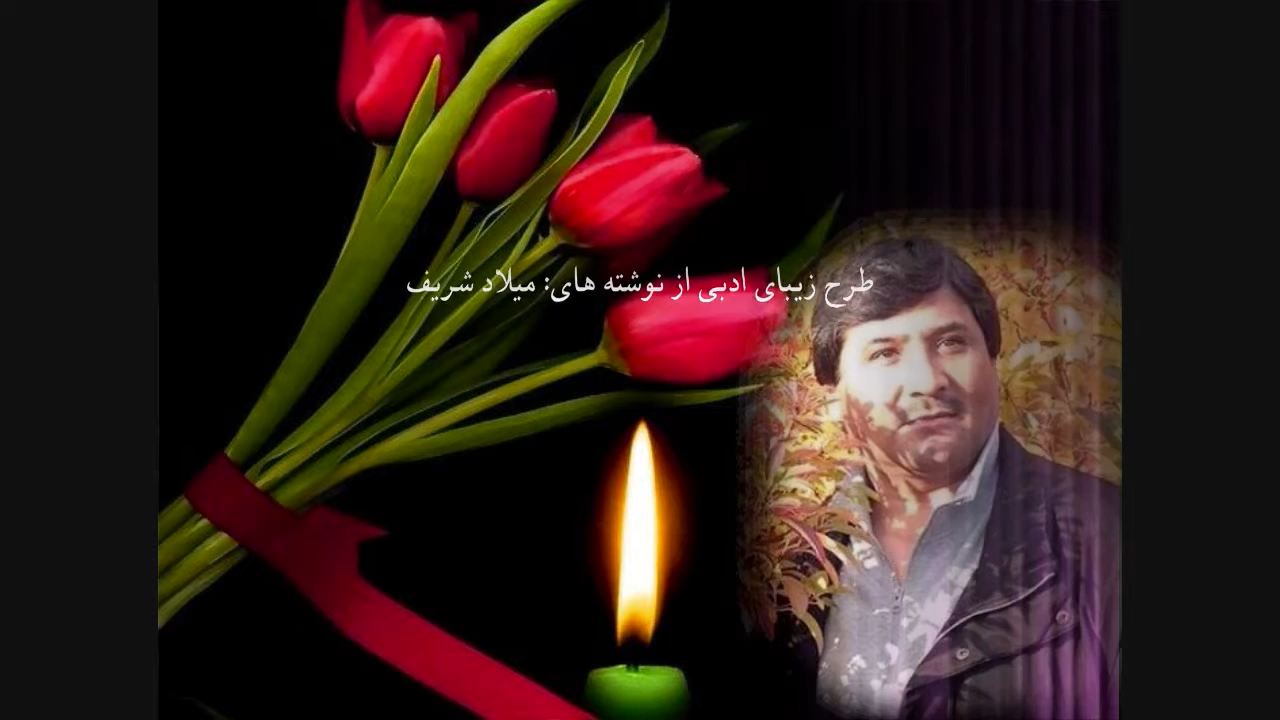 طرح زیبای ادبی از نوشته های: میلاد شریف